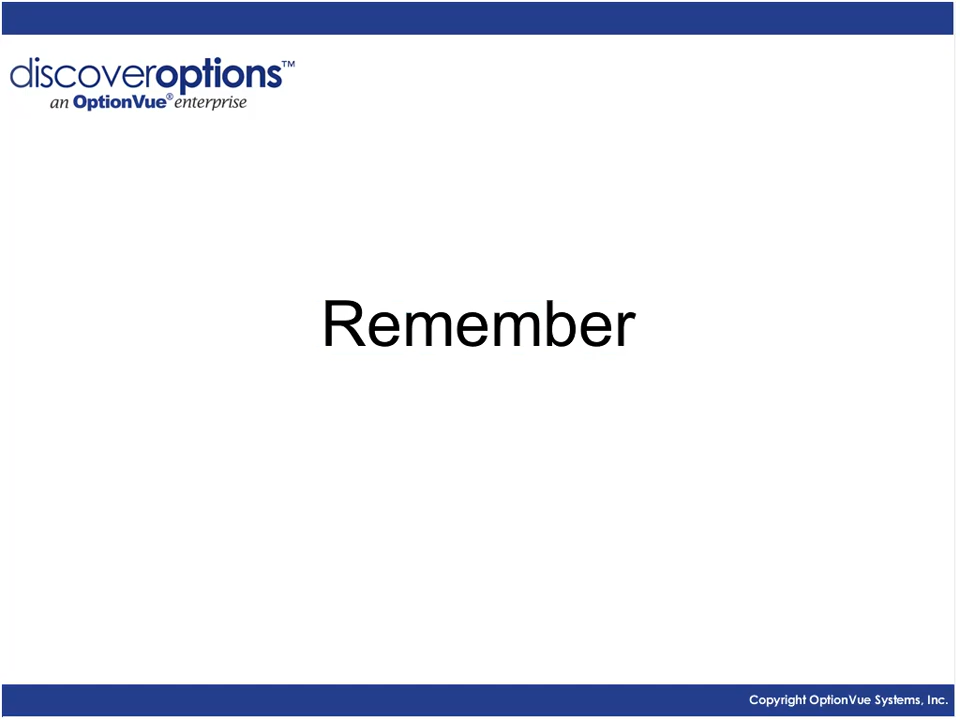 discoveroptions™
an OptionVue® enterprise
Remember
Copyright OptionVue Systems, Inc.